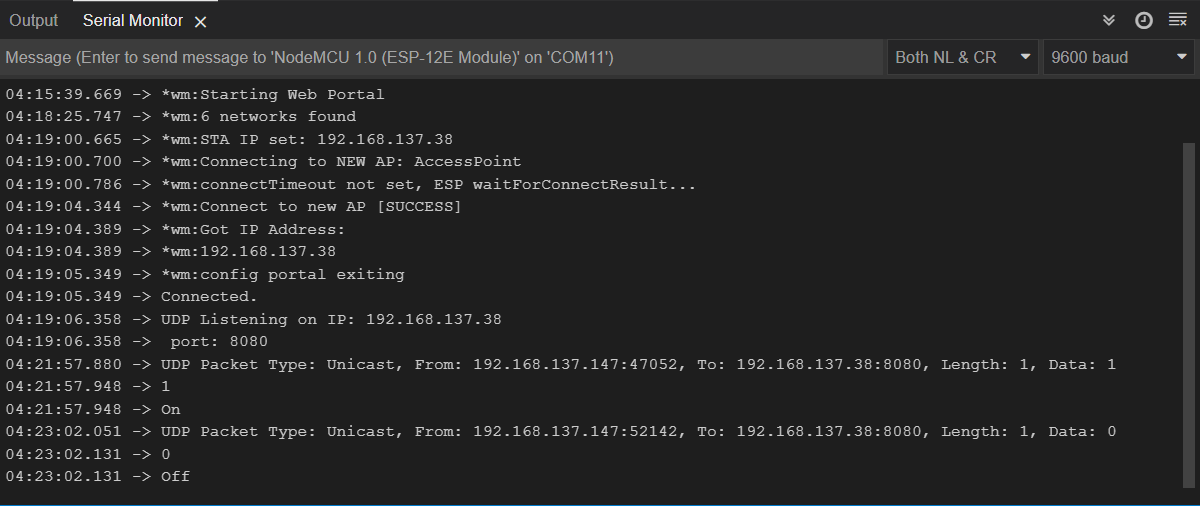 Output Serial Monitor
Message (Enter to send message to 'NodeMCU 1.0 (ESP-12E Module)' on 'COM11') Both NL & CR 9600 baud
04:15:39.669 -> *wm:Starting Web Portal
04:18:25.747 -> *wm:6 networks found
04:19:00.665 -> *wm:STA IP set: 192.168.137.38
04:19:00.700 -> *wm:Connecting to NEW AP: AccessPoint
04:19:00.786 -> *wm:connectTimeout not set, ESP waitForConnectResult...
04:19:04.344 -> *wm:Connect to new AP [SUCCESS]
04:19:04.389 -> *wm:Got IP Address:
04:19:04.389 -> *wm:192.168.137.38
04:19:05.349 -> *wm:config portal exiting
04:19:05.349 -> Connected.
04:19:06.358 -> UDP Listening on IP: 192.168.137.38
04:19:06.358 ->  port: 8080
04:21:57.880 -> UDP Packet Type: Unicast, From: 192.168.137.147:47052, To: 192.168.137.38:8080, Length: 1, Data: 1
04:21:57.948 -> 1
04:21:57.948 -> On
04:23:02.051 -> UDP Packet Type: Unicast, From: 192.168.137.147:52142, To: 192.168.137.38:8080, Length: 1, Data: 0
04:23:02.131 -> 0
04:23:02.131 -> Off